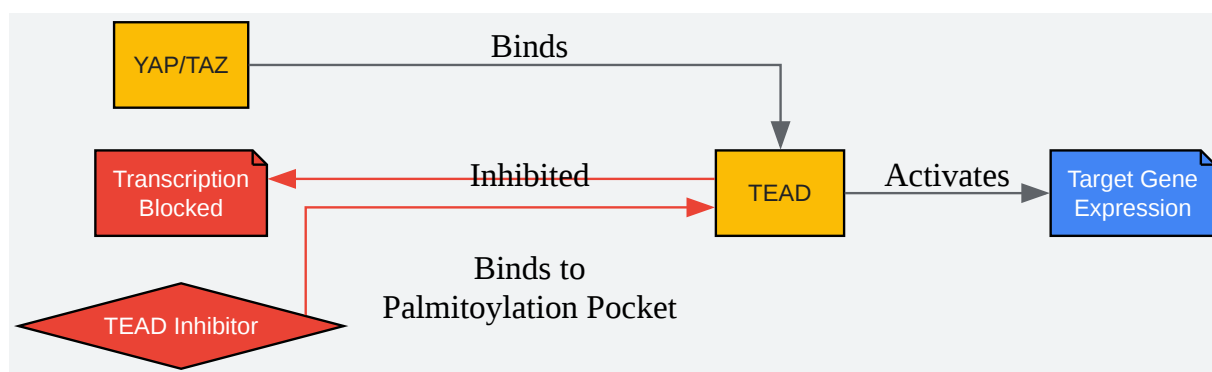 Binds
YAP/TAZ
Transcription
Blocked
Inhibited
TEAD
Activates
Target Gene
Expression
Binds to
Palmitoylation Pocket
TEAD Inhibitor